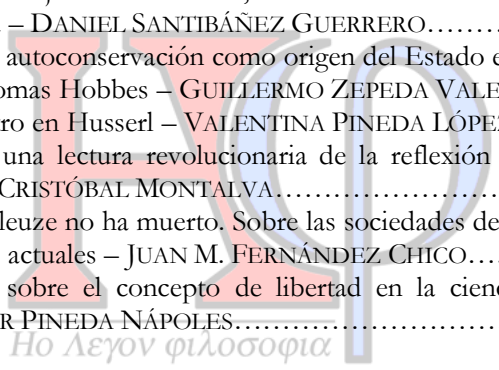 – DANIEL SANTIBÁÑEZ GUERRERO……..
autoconservación como origen del Estado e
omas Hobbes – GUILLERMO ZEPEDA VALE
ro en Husserl – VALENTINA PINEDA LÓPEZ
una lectura revolucionaria de la reflexión
CRISTÓBAL MONTALVA……………………
leuze no ha muerto. Sobre las sociedades de
actuales – JUAN M. FERNÁNDEZ CHICO….
sobre el concepto de libertad en la cien
R PINEDA NÁPOLES…………………………
Ho Λεγον φιλοσοφια